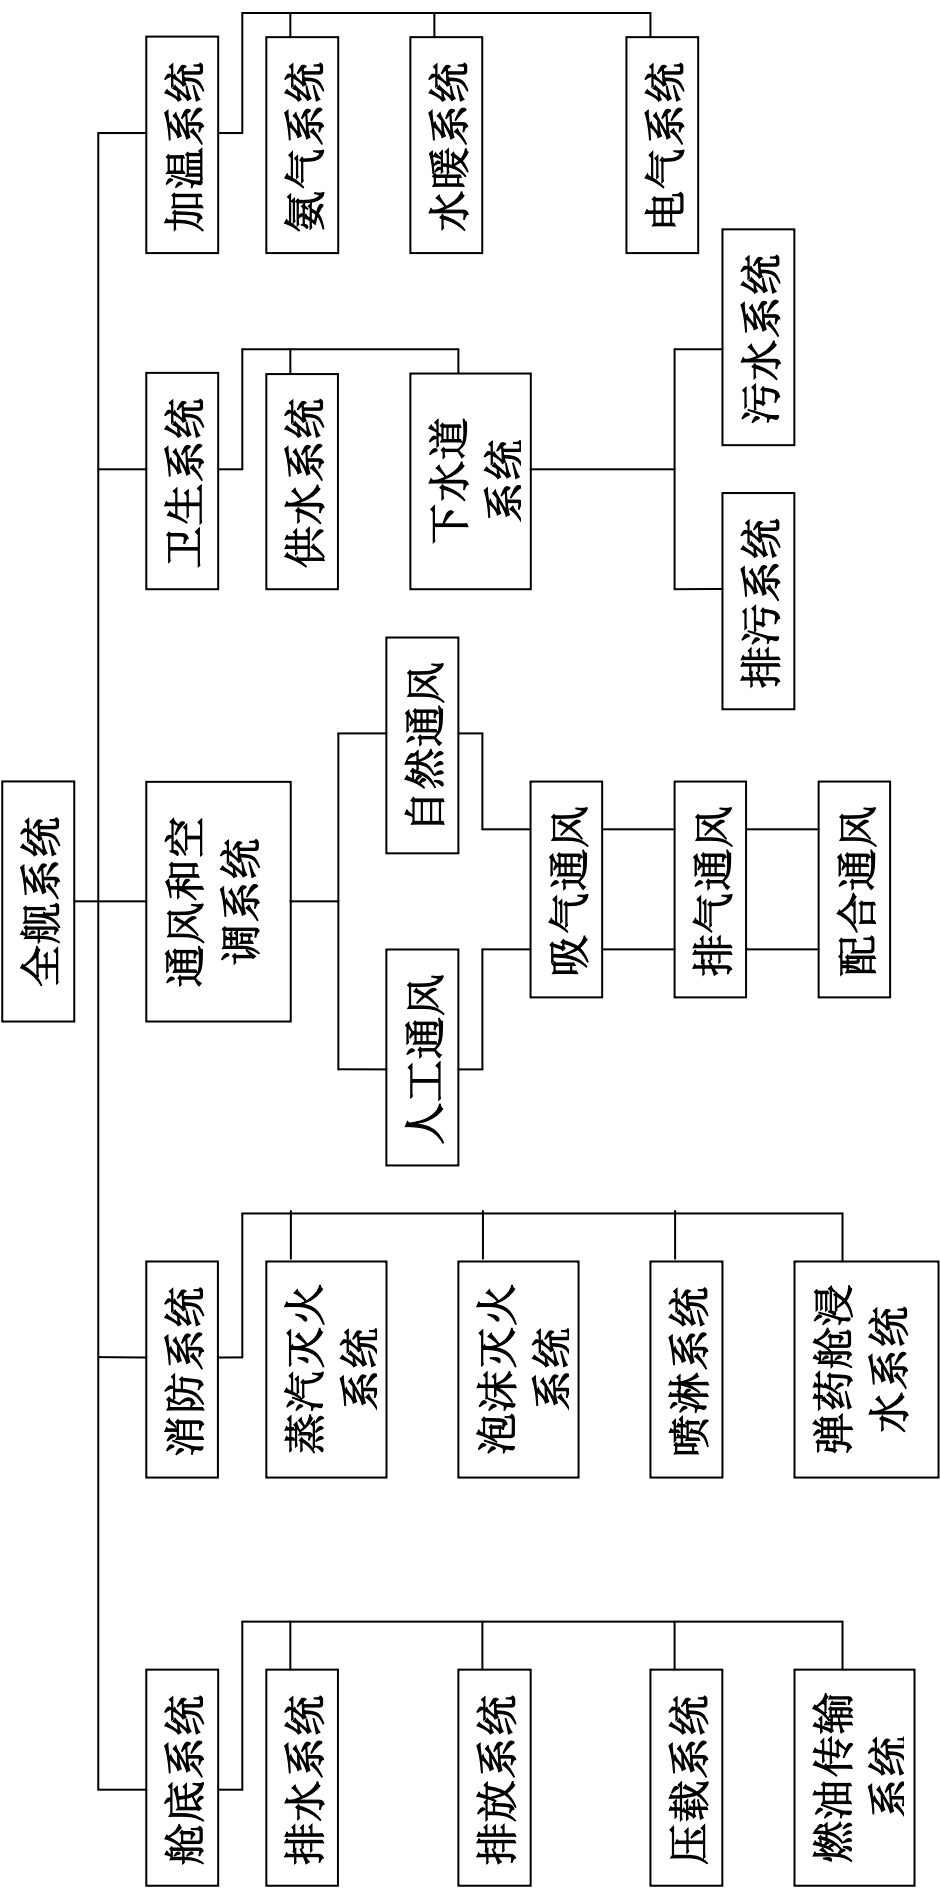 全舰系统
舱底系统
排水系统
排放系统
压载系统
燃油传输
系统
消防系统
蒸汽灭火
系统
泡沫灭火
系统
喷淋系统
弹药舱浸
水系统
通风和空
调系统
人工通风
自然通风
吸气通风
排气通风
配合通风
卫生系统
供水系统
下水道
系统
排污系统
污水系统
加温系统
氨气系统
水暖系统
电气系统